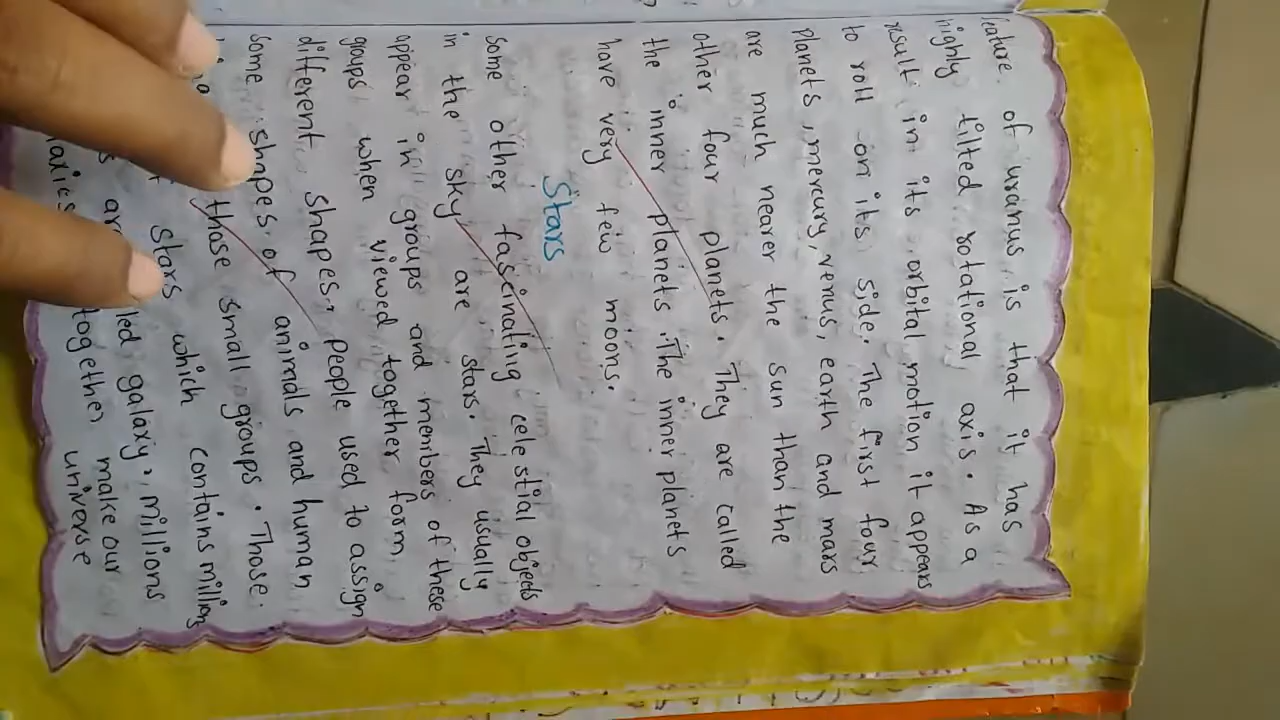 feature of uranus is that it has
highly tilted rotational axis. As a
result in its orbital motion it appears
to roll on its side. The first four
planets, mercury, venus, earth and mars
are much nearer the sun than the
other four planets. They are called
the inner planets. The inner planets
have very few moons.
Stars
some other fascinating celestial objects
in the sky are stars. They usually
appear in groups and members of these
groups when viewed together form
different shapes. people used to assign
some shapes of animals and human
those small groups. Those
stars which contains millions
led galaxy. millions
together make our
universe